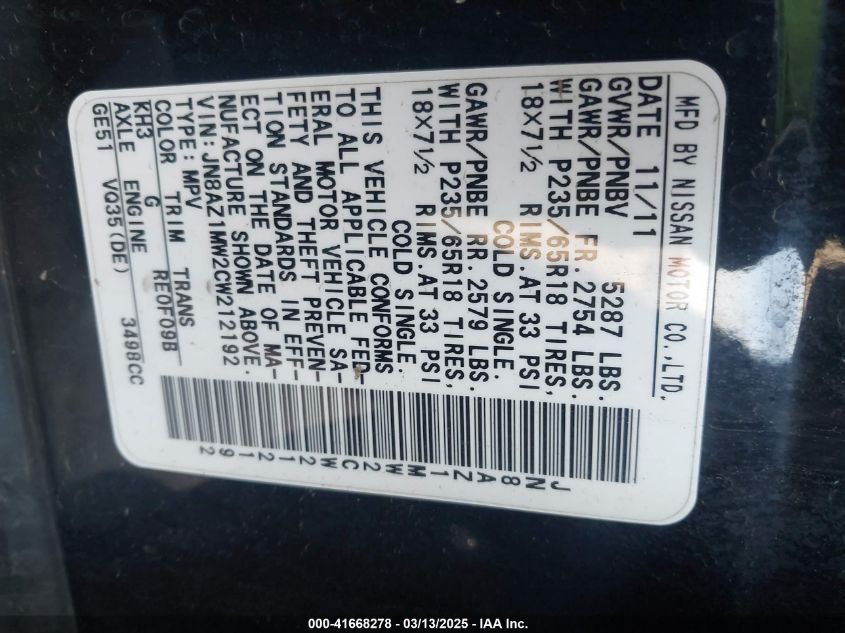 MFD BY NISSAN MOTOR CO.,LTD.
DATE 11/11
GVWR/PNBV 5287 LBS.
GAWR/PNBE FR. 2754 LBS.
WITH P235/65R18 TIRES,
18X7½ RIMS.AT 33 PSI
COLD SINGLE.
GAWR/PNBE RR. 2579 LBS.
WITH P235/65R18 TIRES,
18X7½ RIMS AT 33 PSI
COLD SINGLE.
THIS VEHICLE CONFORMS
TO ALL APPLICABLE FED-
ERAL MOTOR VEHICLE SA-
FETY AND THEFT PREVEN-
TION STANDARDS IN EFF-
ECT ON THE DATE OF MA-
NUFACTURE SHOWN ABOVE.
VIN:JN8AZ1MW2CW212192
TYPE:MPV
COLOR TRIM TRANS
KH3 G RE0F09B
AXLE ENGINE
GE51 VQ35(DE) 3498CC
JN8AZ1MW2CW212192
000-41668278 - 03/13/2025 - IAA Inc.